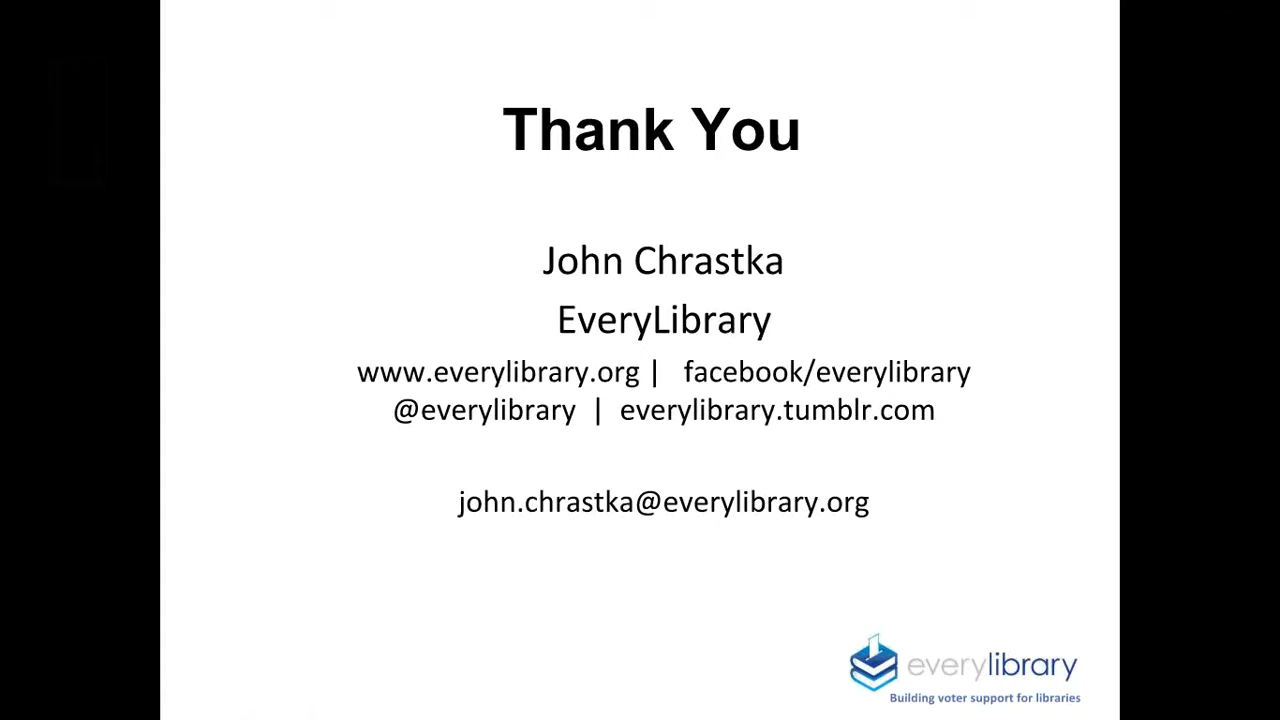 Thank You
John Chrastka
EveryLibrary
www.everylibrary.org | facebook/everylibrary
@everylibrary | everylibrary.tumblr.com
john.chrastka@everylibrary.org
everylibrary
Building voter support for libraries